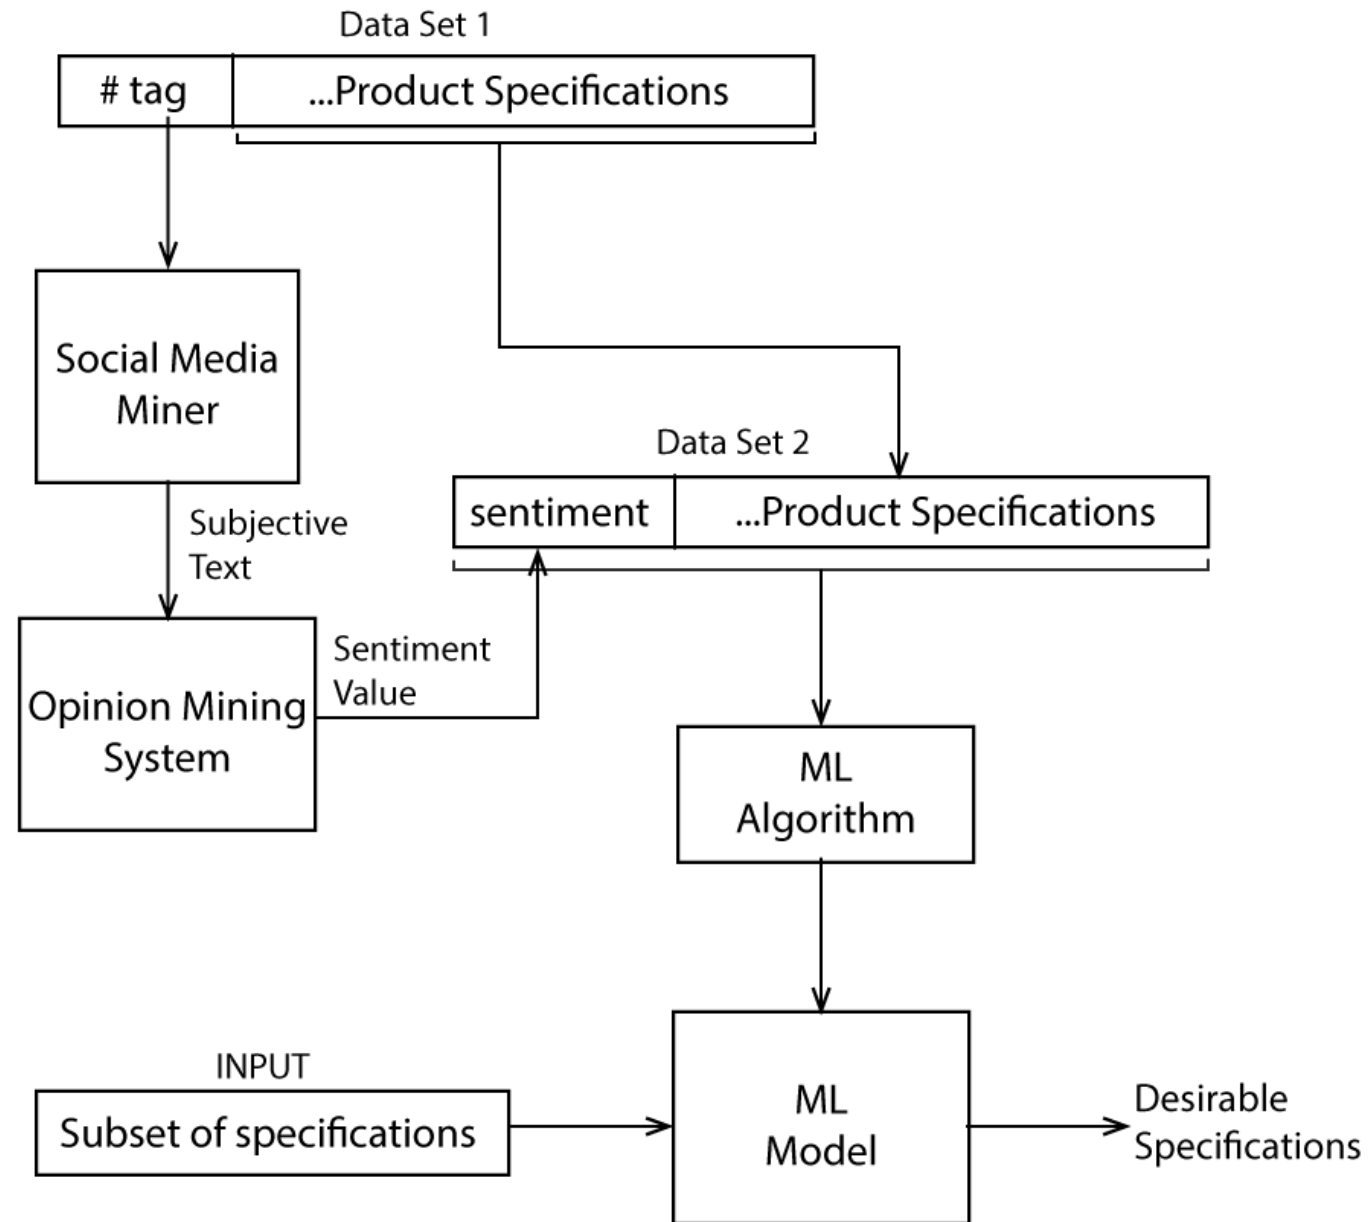 Data Set 1
# tag
...Product Specifications
Social Media
Miner
Data Set 2
sentiment
...Product Specifications
Subjective
Text
Sentiment
Value
Opinion Mining
System
ML
Algorithm
INPUT
Subset of specifications
ML
Model
Desirable
Specifications